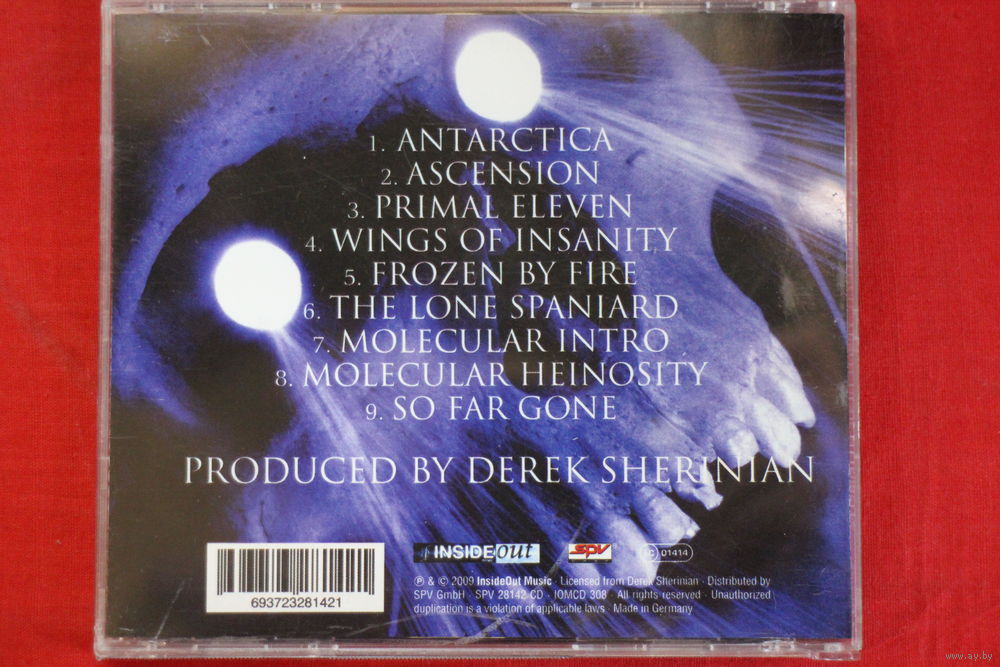 1. ANTARCTICA
2. ASCENSION
3. PRIMAL ELEVEN
4. WINGS OF INSANITY
5. FROZEN BY FIRE
6. THE LONE SPANIARD
7. MOLECULAR INTRO
8. MOLECULAR HEINOSITY
9. SO FAR GONE
PRODUCED BY DEREK SHERINIAN
INSIDEout spv LC 01414
693723281421
℗ & © 2009 InsideOut Music · Licensed from Derek Sherinian · Distributed by
SPV GmbH · SPV 28142 CD · IOMCD 308 · All rights reserved · Unauthorized
duplication is a violation of applicable laws · Made in Germany
www.ay.by